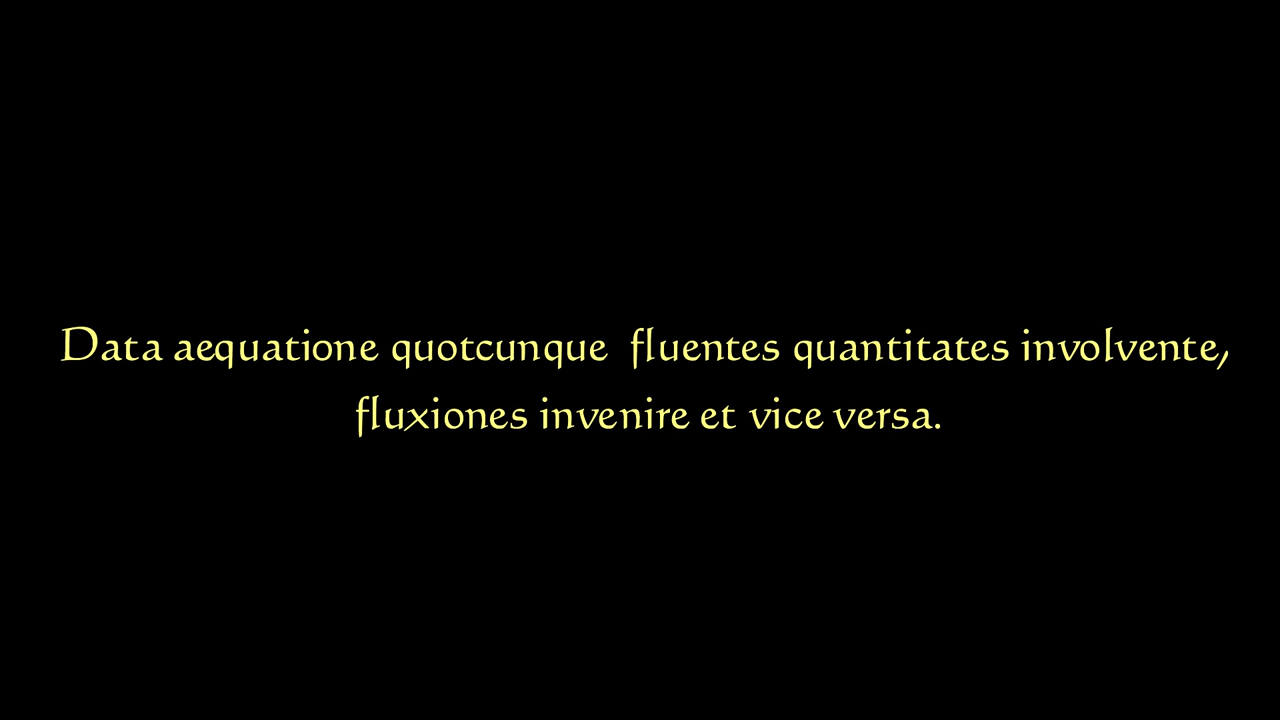 Data aequatione quotcunque fluentes quantitates involvente,
fluxiones invenire et vice versa.